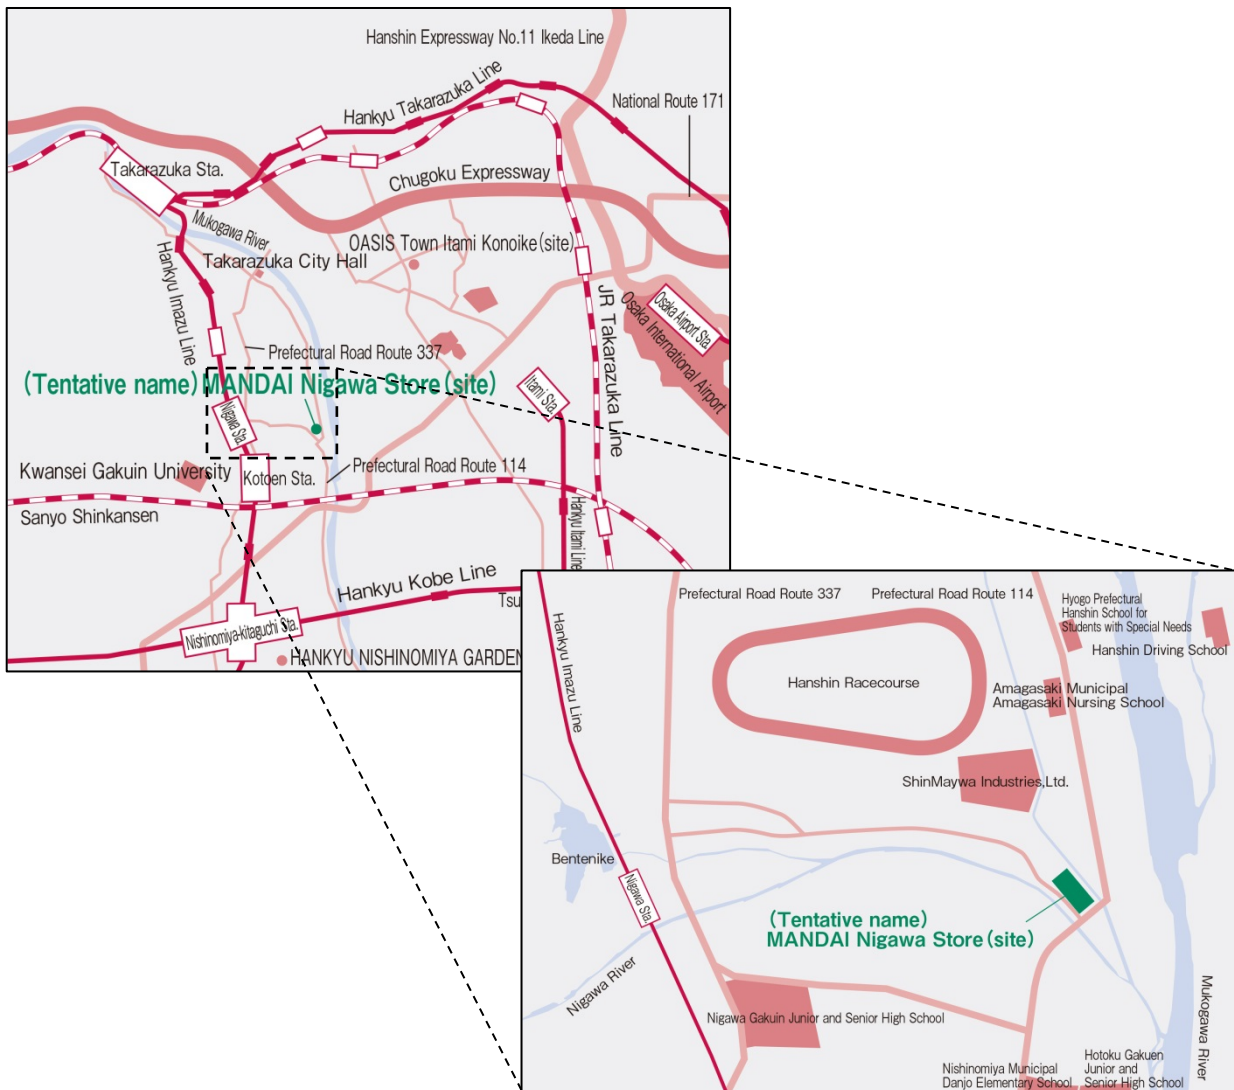 Hanshin Expressway No.11 Ikeda Line
Hankyu Takarazuka Line
National Route 171
Takarazuka Sta.
Chugoku Expressway
Mukogawa River
OASIS Town Itami Konoike(site)
Takarazuka City Hall
Hankyu Imazu Line
JR Takarazuka Line
Osaka Airport Sta.
Osaka International Airport
Prefectural Road Route 337
(Tentative name) MANDAI Nigawa Store(site)
Itami Sta.
Nigawa Sta.
Kwansei Gakuin University
Kotoen Sta.
Prefectural Road Route 114
Sanyo Shinkansen
Hankyu Itami Line
Hankyu Kobe Line
Tsu
Nishinomiya-kitaguchi Sta.
HANKYU NISHINOMIYA GARDEN
Prefectural Road Route 337
Prefectural Road Route 114
Hyogo Prefectural
Hanshin School for
Students with Special Needs
Hanshin Driving School
Hankyu Imazu Line
Hanshin Racecourse
Amagasaki Municipal
Amagasaki Nursing School
ShinMaywa Industries,Ltd.
Bentenike
Nigawa Sta.
(Tentative name)
MANDAI Nigawa Store(site)
Nigawa River
Mukogawa River
Nigawa Gakuin Junior and Senior High School
Nishinomiya Municipal
Danjo Elementary School
Hotoku Gakuen
Junior and
Senior High School